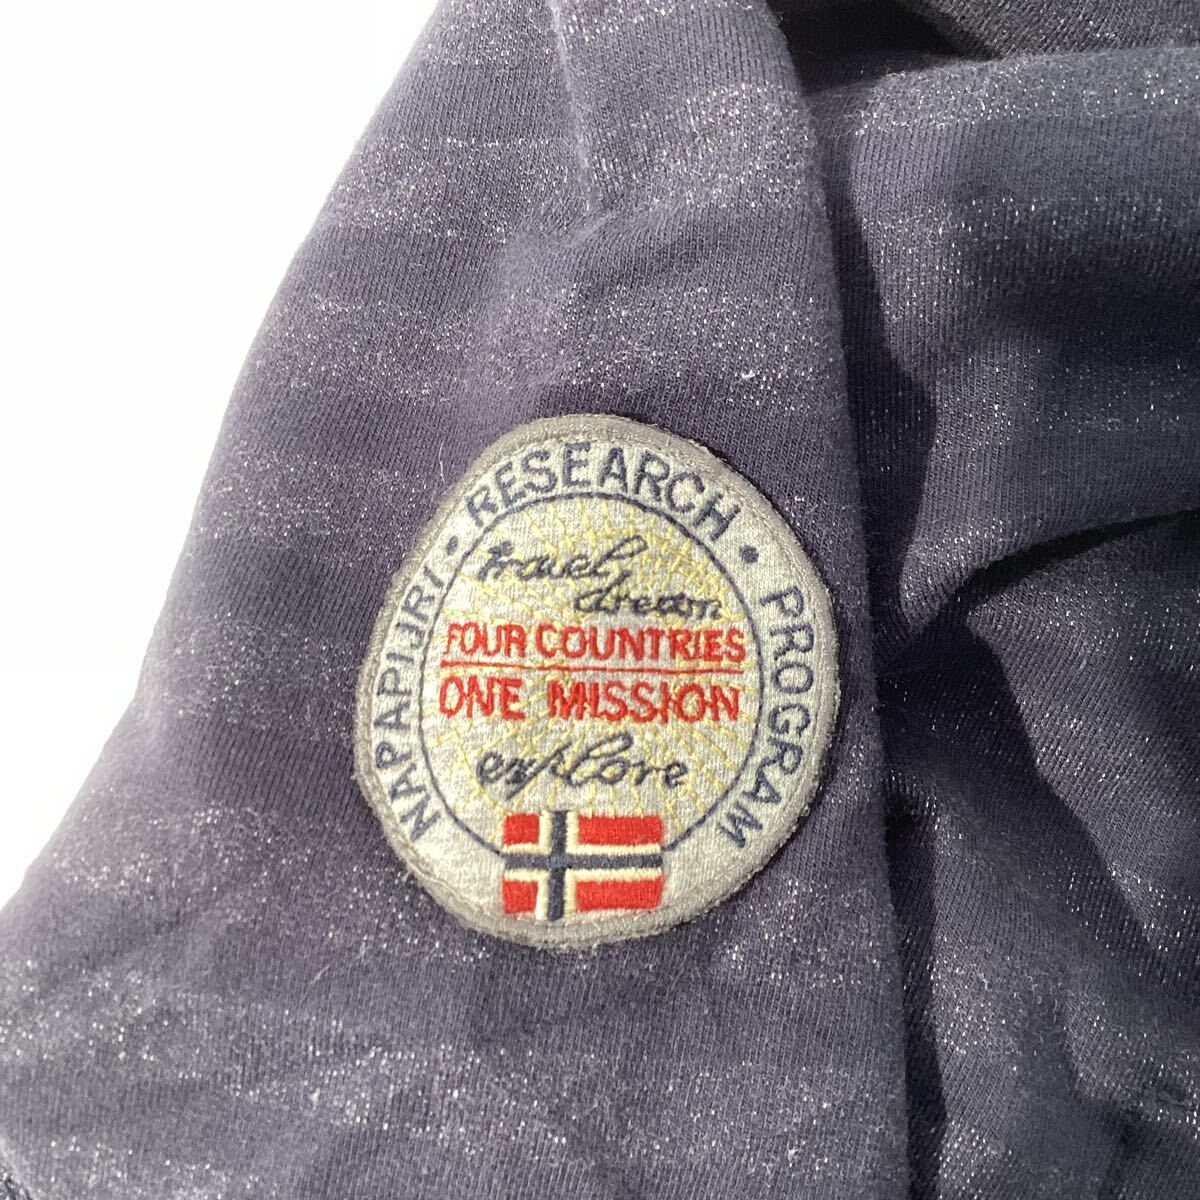 NAPAPIJRI • RESEARCH • PROGRAM
travel
dream
FOUR COUNTRIES
ONE MISSION
explore